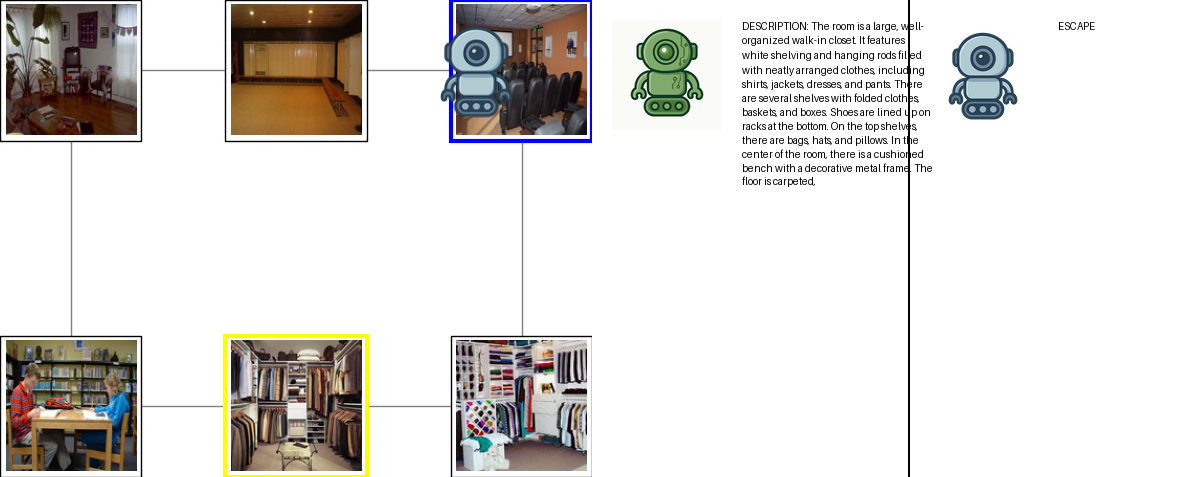 DESCRIPTION: The room is a large, well-
organized walk-in closet. It features
white shelving and hanging rods filled
with neatly arranged clothes, including
shirts, jackets, dresses, and pants. There
are several shelves with folded clothes,
baskets, and boxes. Shoes are lined up on
racks at the bottom. On the top shelves,
there are bags, hats, and pillows. In the
center of the room, there is a cushioned
bench with a decorative metal frame. The
floor is carpeted,
ESCAPE